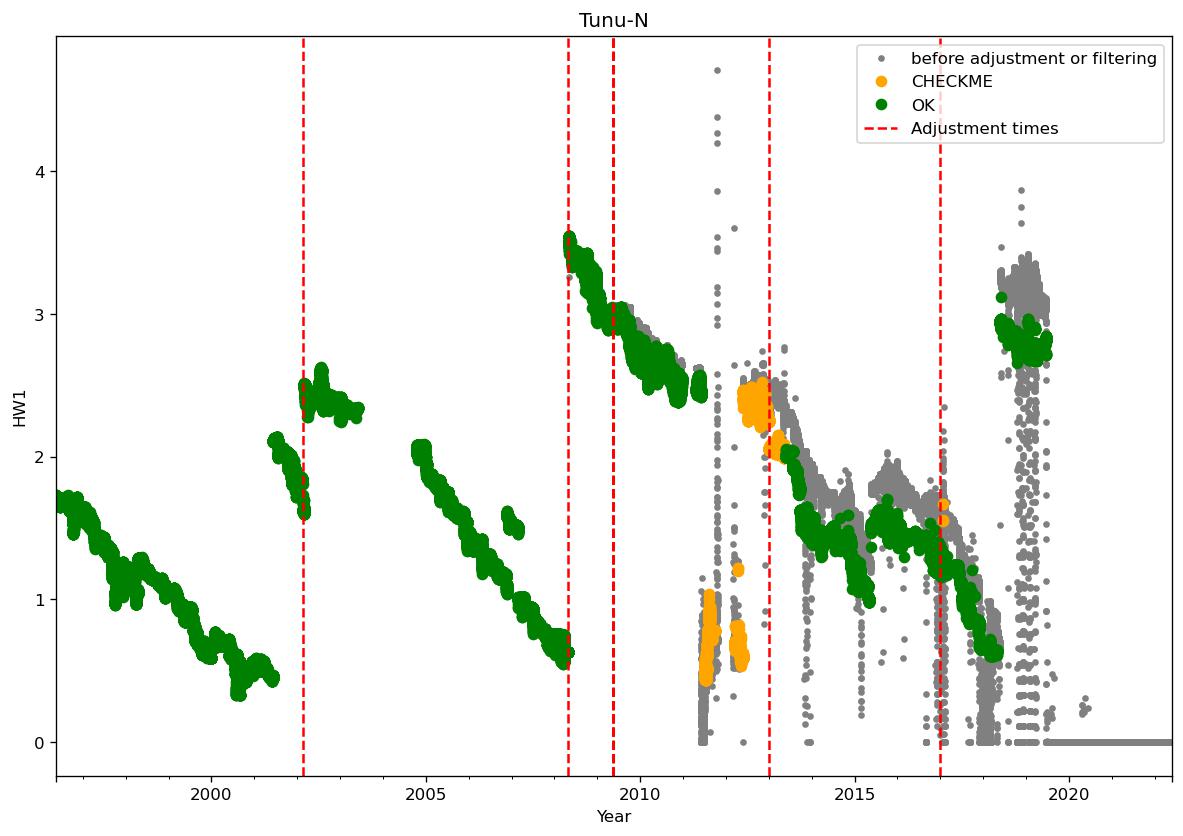 Tunu-N
before adjustment or filtering
CHECKME
OK
Adjustment times
HW1
4
3
2
1
0
2000
2005
2010
2015
2020
Year